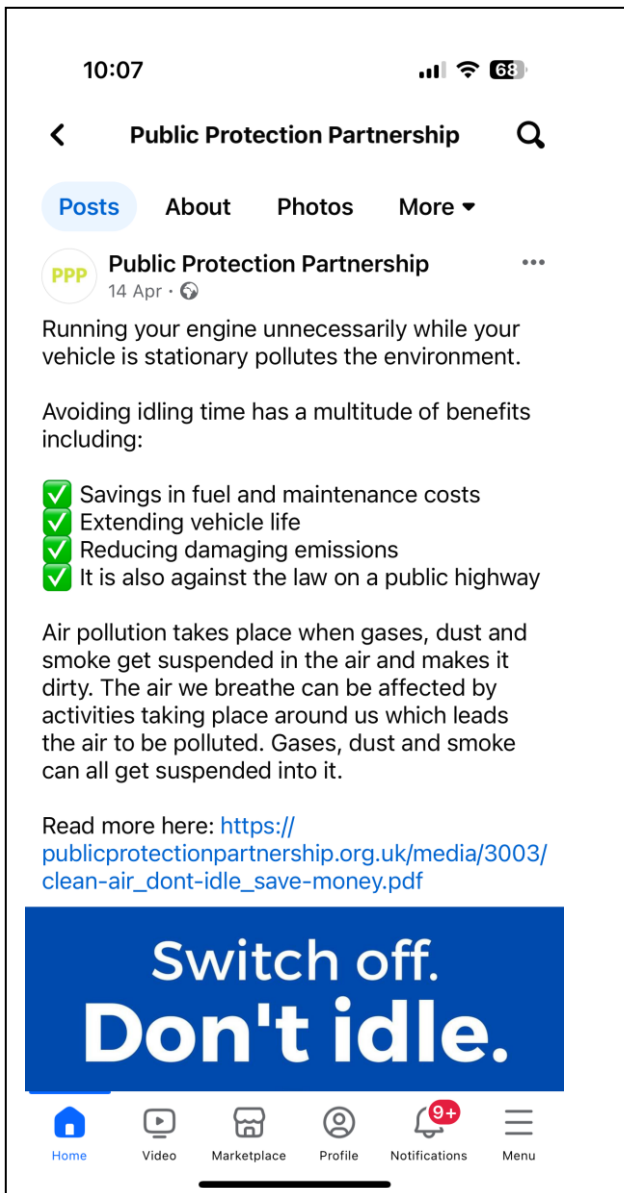 10:07
68
Public Protection Partnership
Posts About Photos More
PPP
Public Protection Partnership
14 Apr ·
Running your engine unnecessarily while your
vehicle is stationary pollutes the environment.
Avoiding idling time has a multitude of benefits
including:
✅ Savings in fuel and maintenance costs
✅ Extending vehicle life
✅ Reducing damaging emissions
✅ It is also against the law on a public highway
Air pollution takes place when gases, dust and
smoke get suspended in the air and makes it
dirty. The air we breathe can be affected by
activities taking place around us which leads
the air to be polluted. Gases, dust and smoke
can all get suspended into it.
Read more here: https://
publicprotectionpartnership.org.uk/media/3003/
clean-air_dont-idle_save-money.pdf
Switch off.
Don't idle.
9+
Home Video Marketplace Profile Notifications Menu